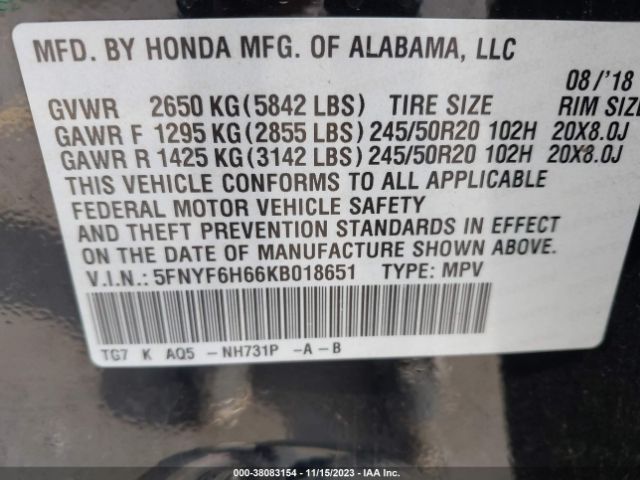 MFD. BY HONDA MFG. OF ALABAMA, LLC
08/'18
GVWR 2650 KG(5842 LBS) TIRE SIZE RIM SIZE
GAWR F 1295 KG(2855 LBS) 245/50R20 102H 20X8.0J
GAWR R 1425 KG(3142 LBS) 245/50R20 102H 20X8.0J
THIS VEHICLE CONFORMS TO ALL APPLICABLE
FEDERAL MOTOR VEHICLE SAFETY
AND THEFT PREVENTION STANDARDS IN EFFECT
ON THE DATE OF MANUFACTURE SHOWN ABOVE.
V.I.N.: 5FNYF6H66KB018651 TYPE: MPV
TG7 K AQ5 -NH731P -A-B
000-38083154 - 11/15/2023 - IAA Inc.